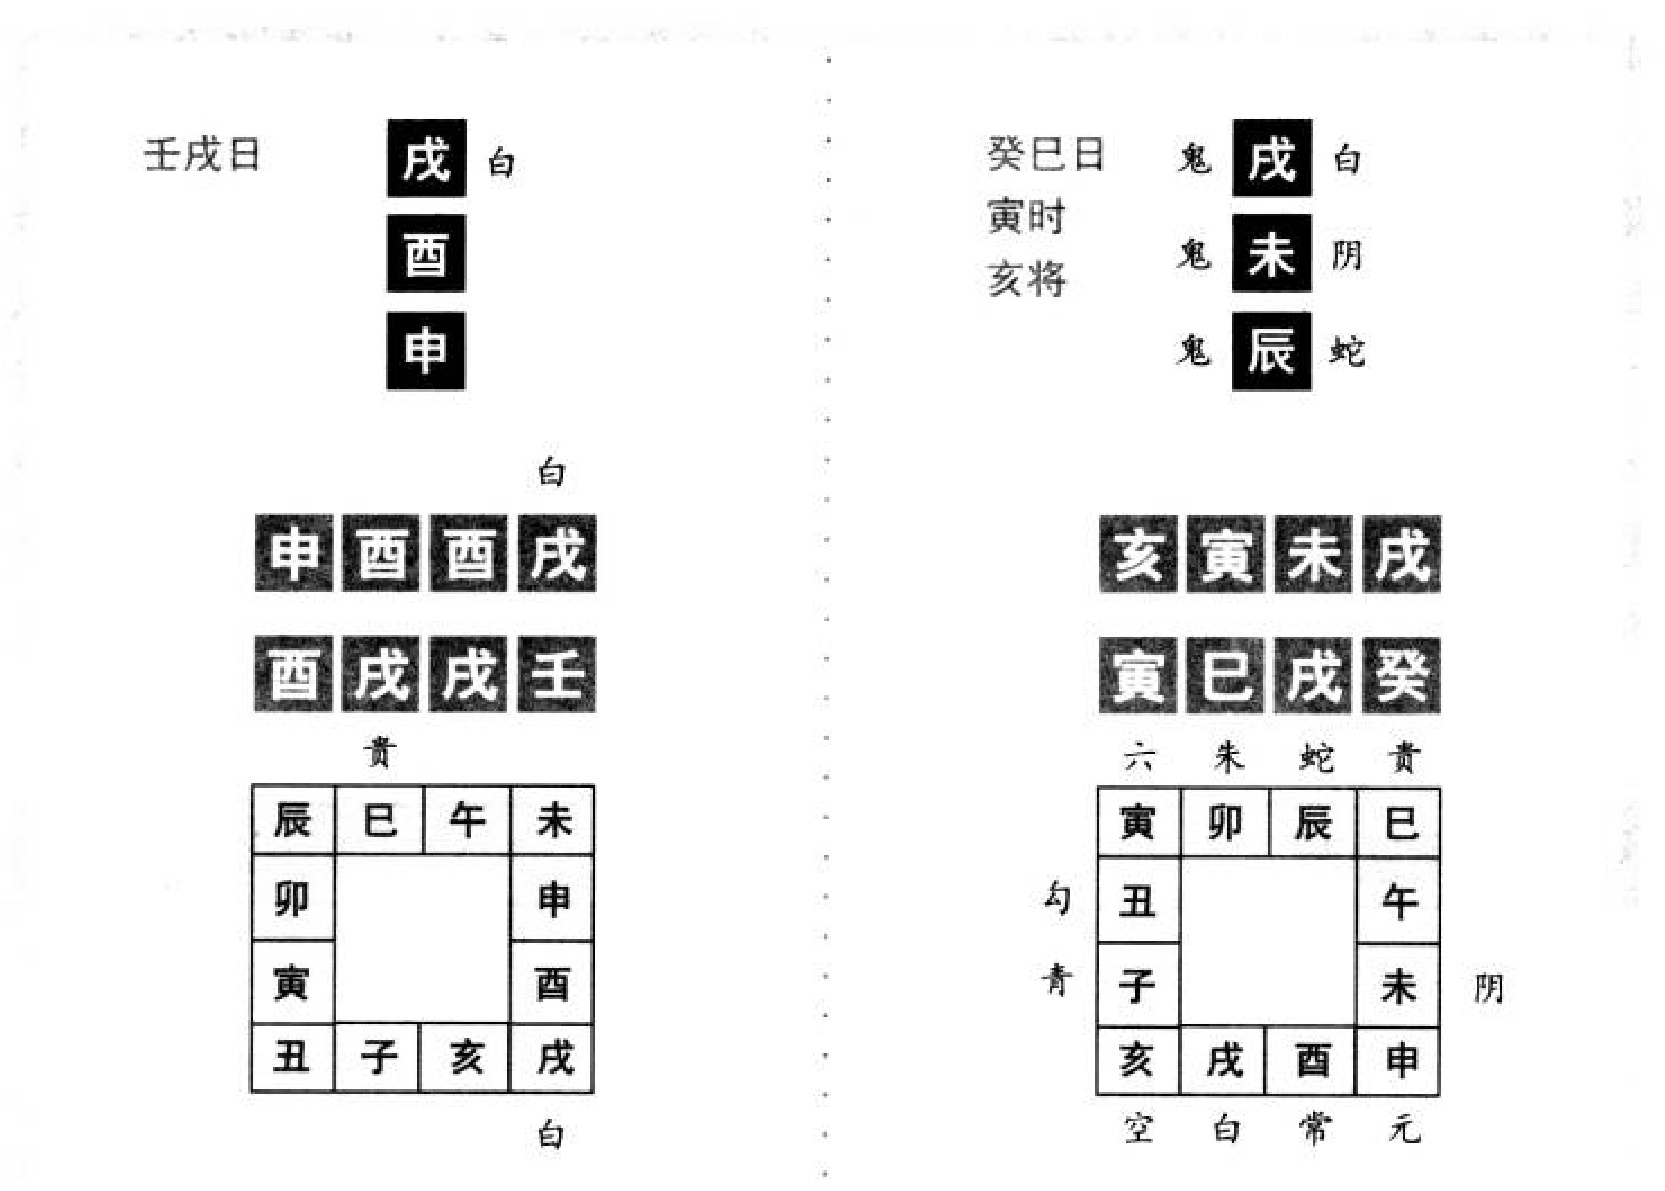 壬戌日
戌 白
酉
申
白
申 酉 酉 戌
酉 戌 戌 壬
贵
辰 巳 午 未
卯 申
寅 酉
丑 子 亥 戌
白
癸巳日 鬼 戌 白
寅时 鬼 未 阴
亥将 鬼 辰 蛇
亥 寅 未 戌
寅 巳 戌 癸
六 朱 蛇 贵
寅 卯 辰 巳
勾 丑 午
青 子 未 阴
亥 戌 酉 申
空 白 常 元